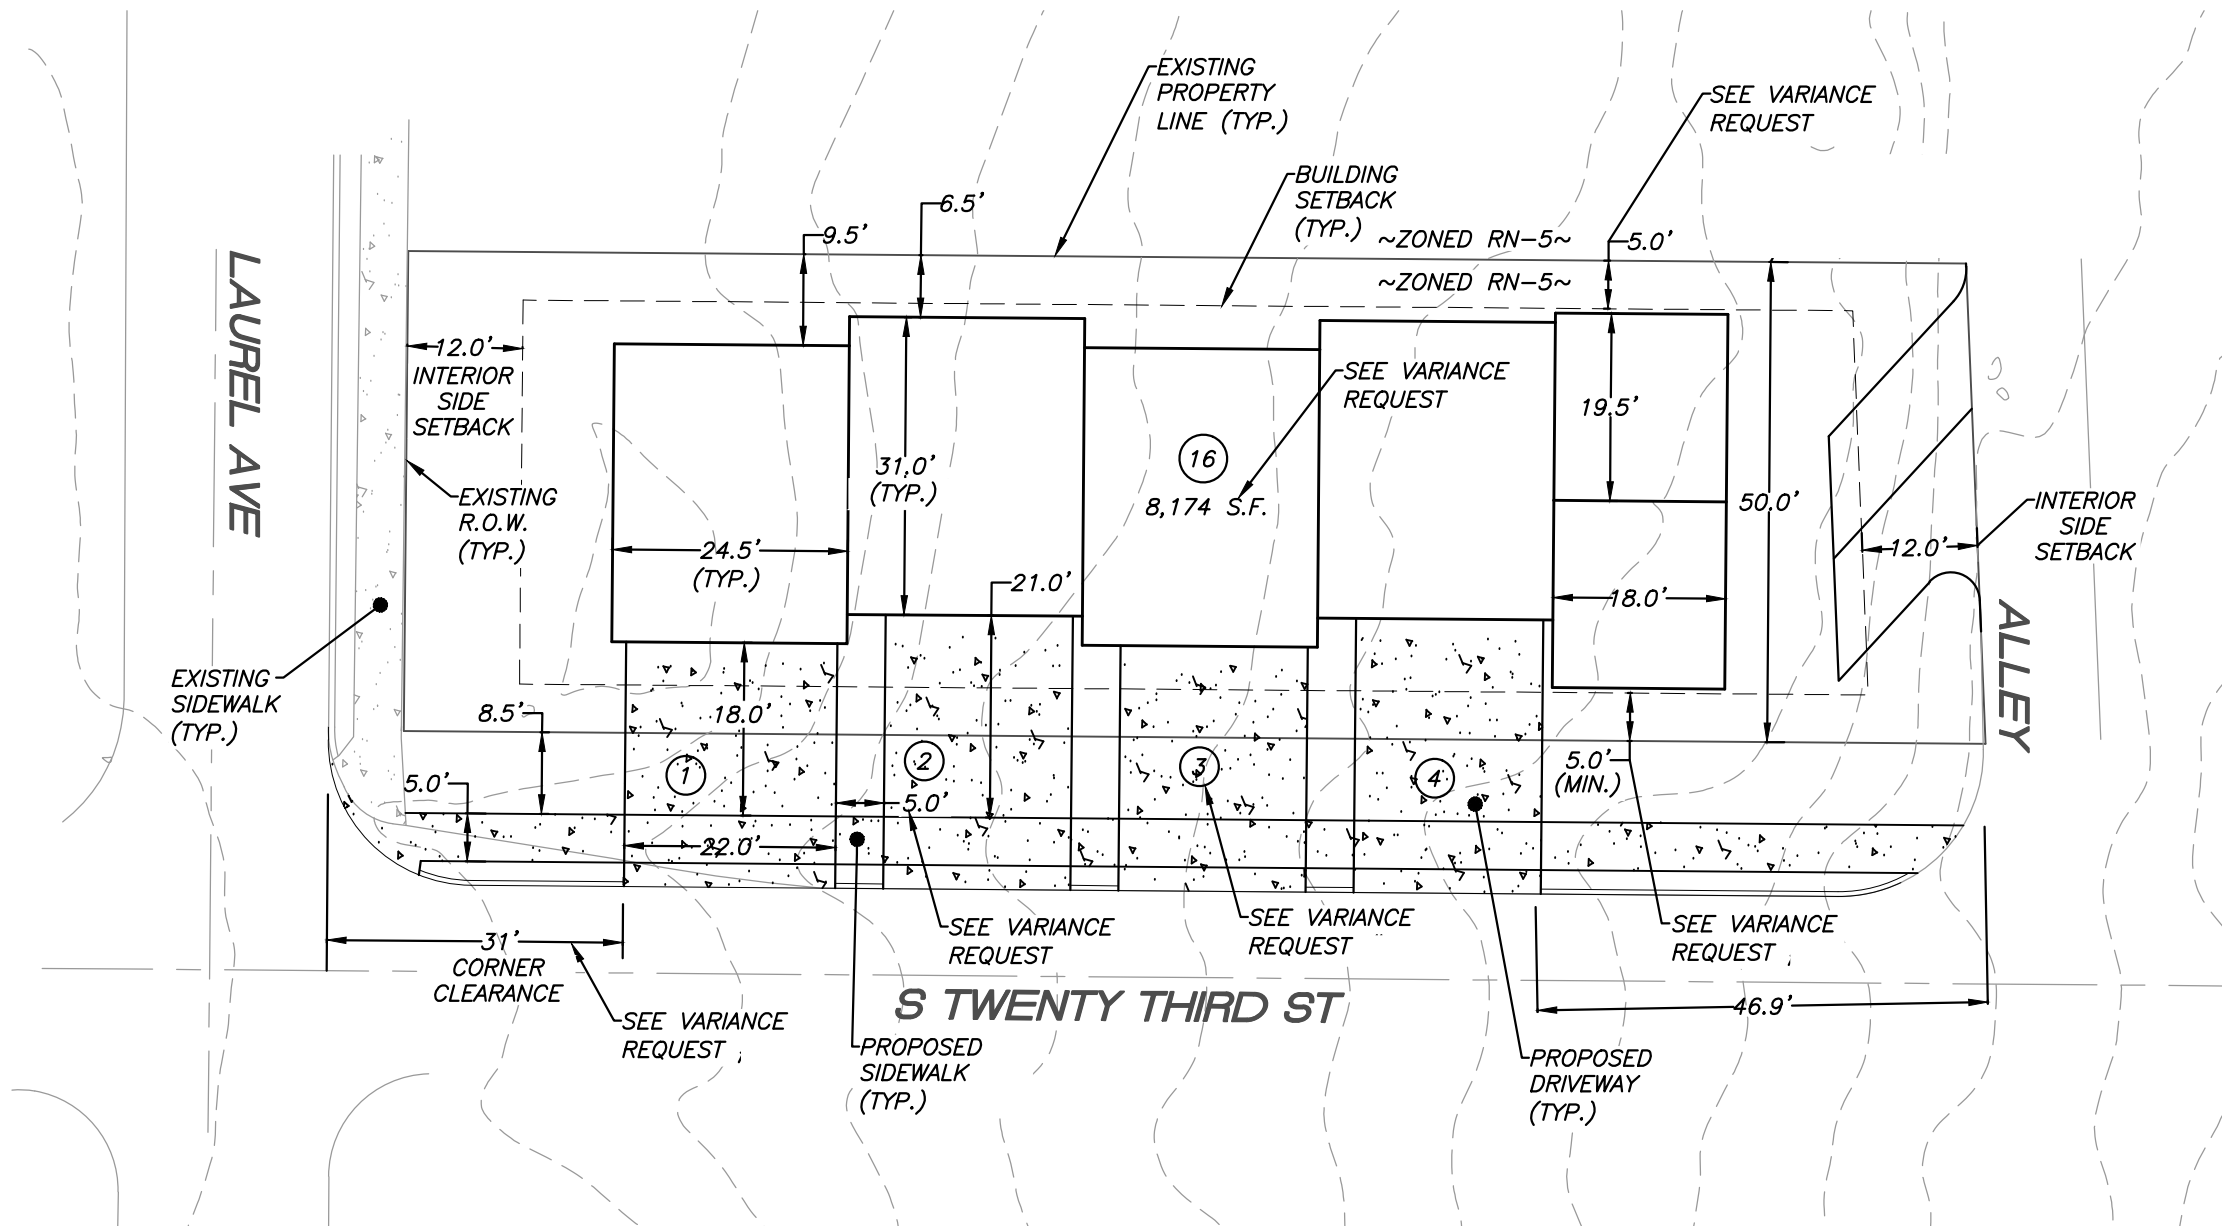 EXISTING
PROPERTY
LINE (TYP.)
SEE VARIANCE
REQUEST
BUILDING
SETBACK
(TYP.)
6.5'
9.5'
~ZONED RN-5~
5.0'
~ZONED RN-5~
LAUREL AVE
12.0'
INTERIOR
SIDE
SETBACK
SEE VARIANCE
REQUEST
19.5'
16
8,174 S.F.
31.0'
(TYP.)
EXISTING
R.O.W.
(TYP.)
50.0'
INTERIOR
SIDE
SETBACK
12.0'
24.5'
(TYP.)
21.0'
18.0'
ALLEY
EXISTING
SIDEWALK
(TYP.)
8.5'
18.0'
1
2
3
4
5.0'
(MIN.)
5.0'
5.0'
22.0'
SEE VARIANCE
REQUEST
SEE VARIANCE
REQUEST
SEE VARIANCE
REQUEST
31'
CORNER
CLEARANCE
S TWENTY THIRD ST
46.9'
SEE VARIANCE
REQUEST
PROPOSED
SIDEWALK
(TYP.)
PROPOSED
DRIVEWAY
(TYP.)